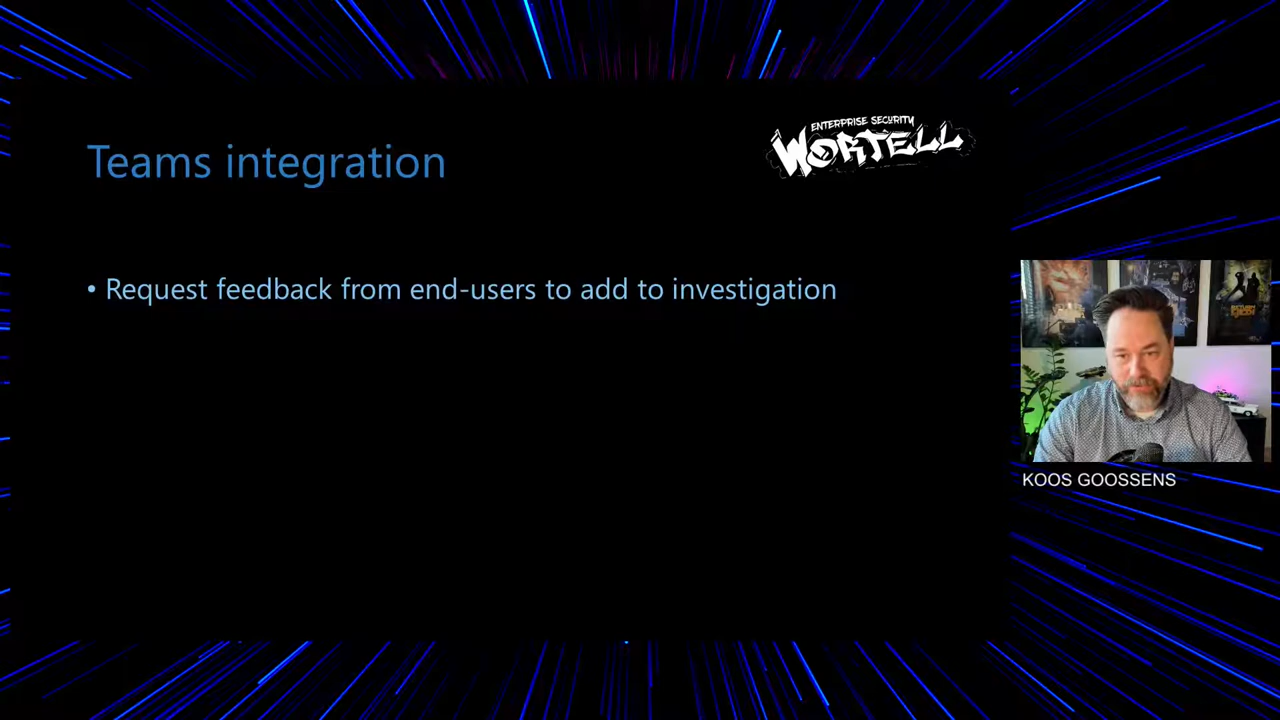 ENTERPRISE SECURITY
WORTELL
Teams integration
• Request feedback from end-users to add to investigation
KOOS GOOSSENS